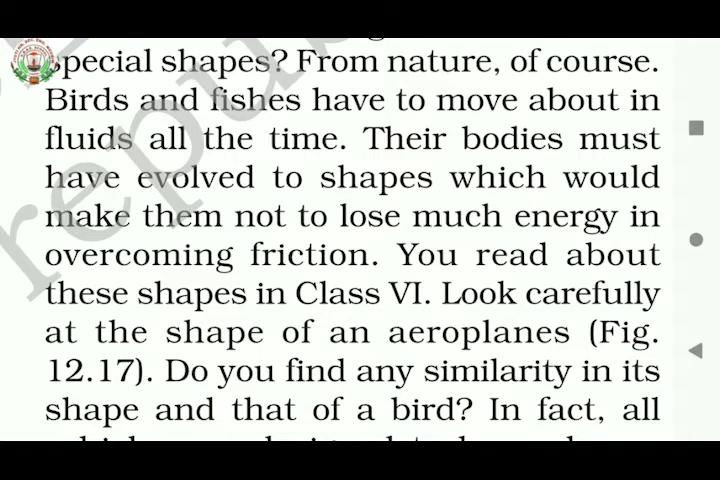 special shapes? From nature, of course.
Birds and fishes have to move about in
fluids all the time. Their bodies must
have evolved to shapes which would
make them not to lose much energy in
overcoming friction. You read about
these shapes in Class VI. Look carefully
at the shape of an aeroplanes (Fig.
12.17). Do you find any similarity in its
shape and that of a bird? In fact, all